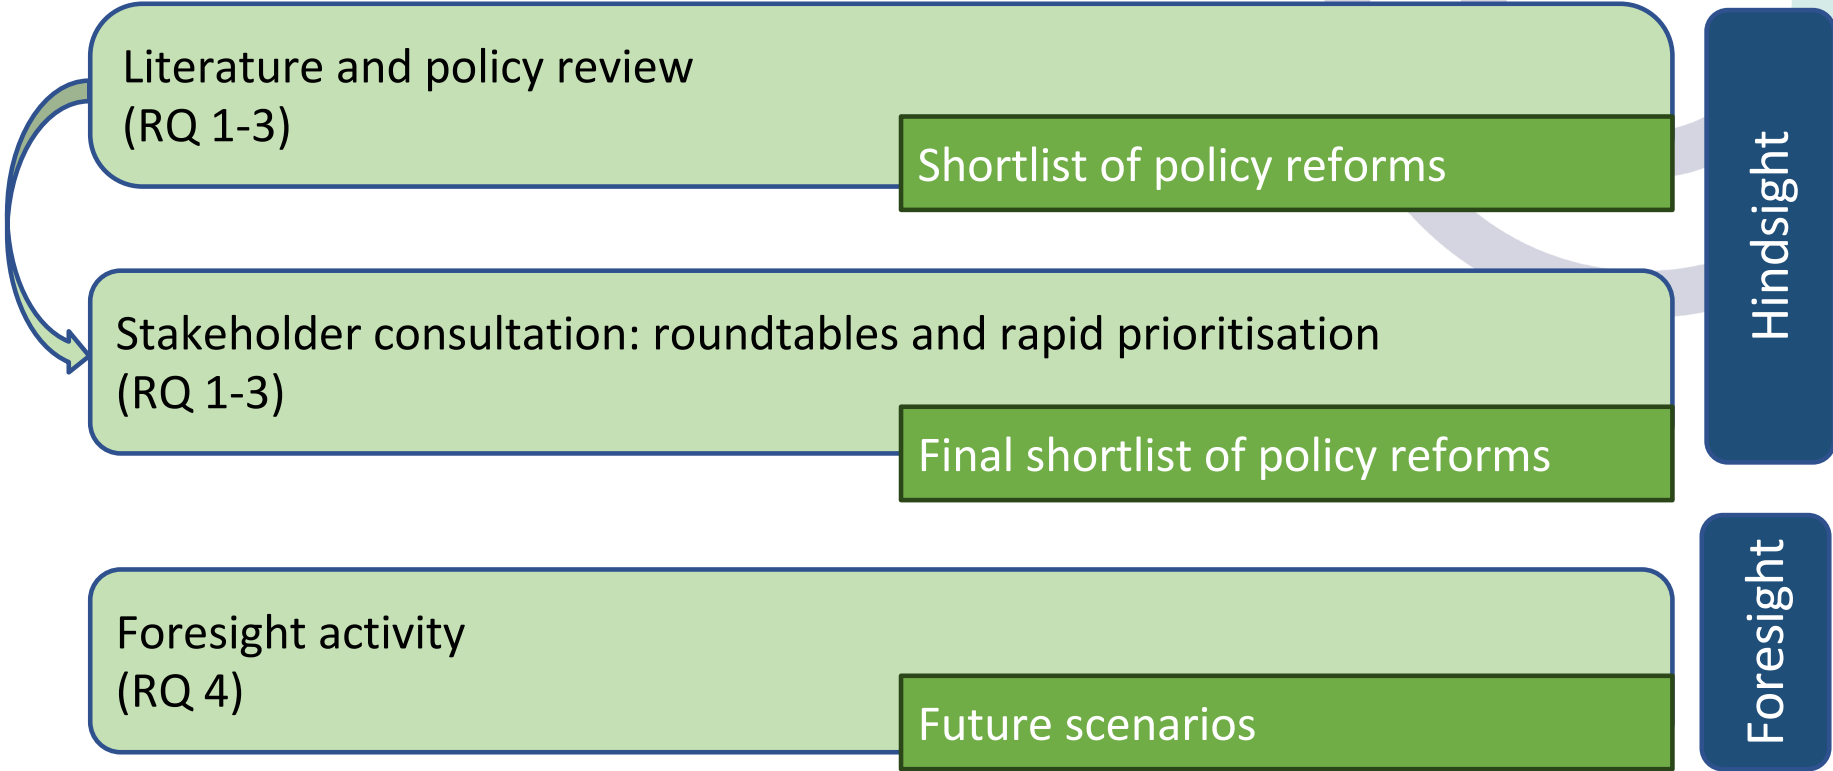 Literature and policy review
(RQ 1-3)
Shortlist of policy reforms
Stakeholder consultation: roundtables and rapid prioritisation
(RQ 1-3)
Final shortlist of policy reforms
Hindsight
Foresight activity
(RQ 4)
Future scenarios
Foresight